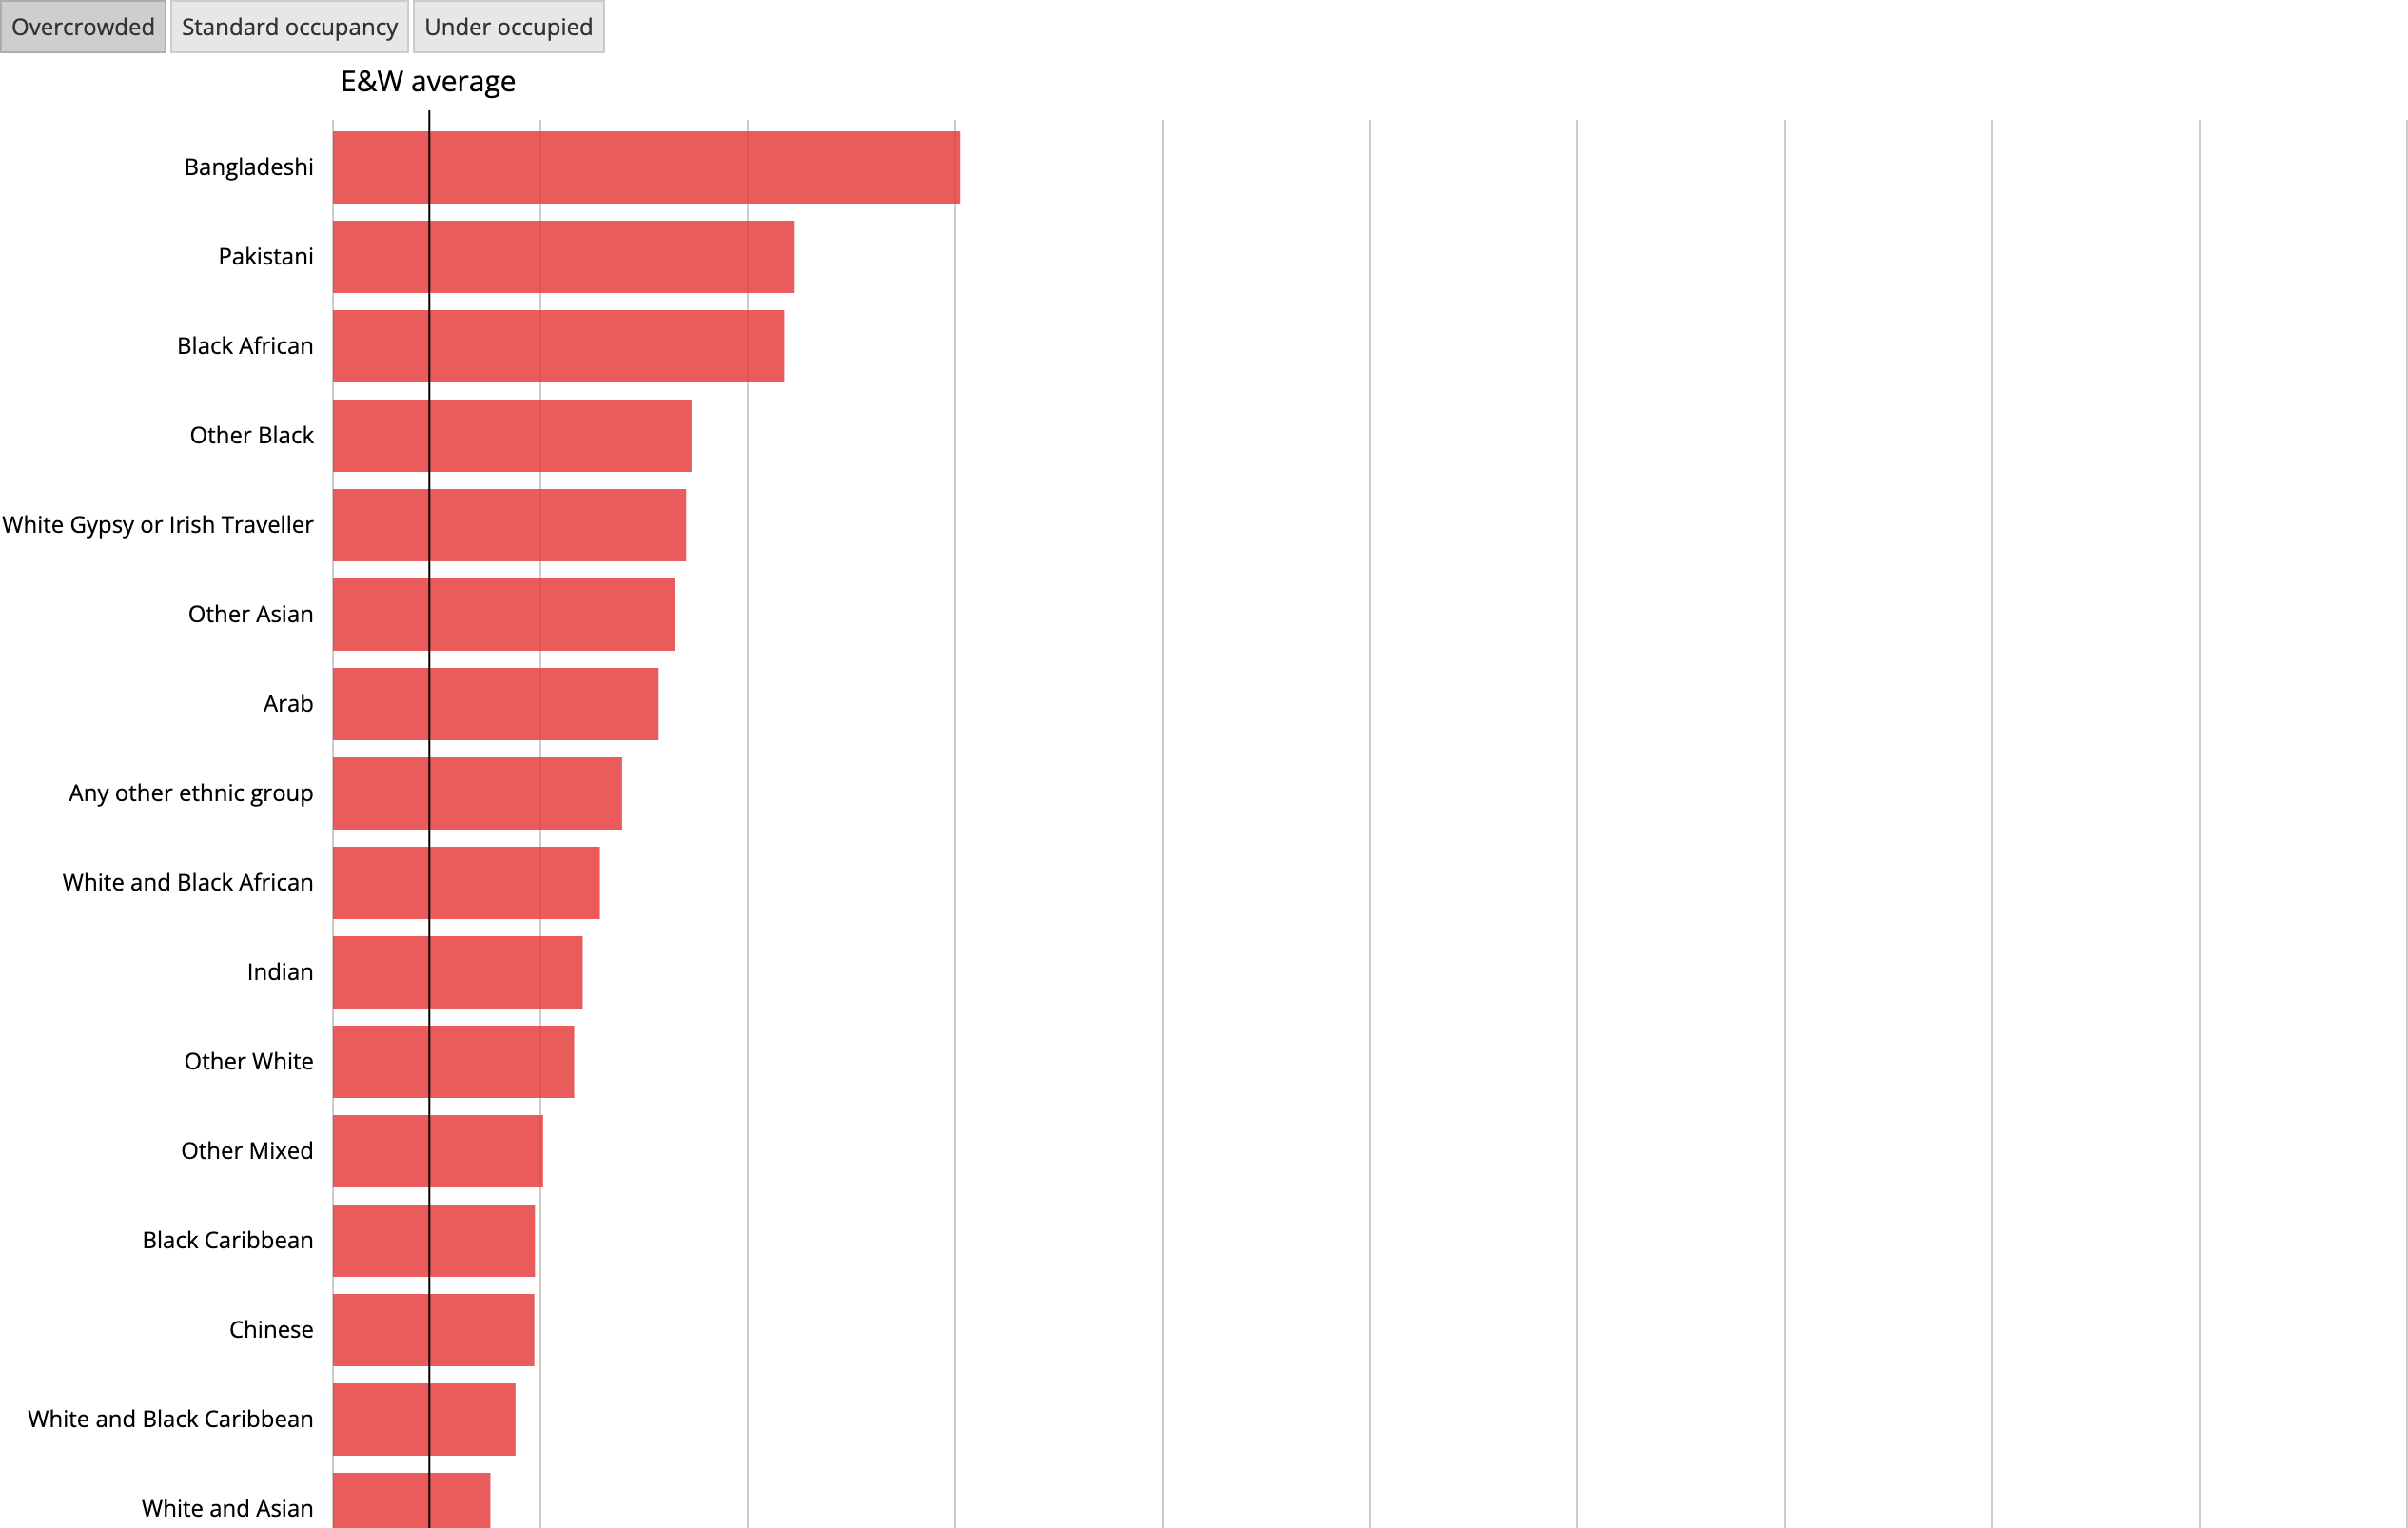 Overcrowded
Standard occupancy
Under occupied
E&W average
Bangladeshi
Pakistani
Black African
Other Black
White Gypsy or Irish Traveller
Other Asian
Arab
Any other ethnic group
White and Black African
Indian
Other White
Other Mixed
Black Caribbean
Chinese
White and Black Caribbean
White and Asian